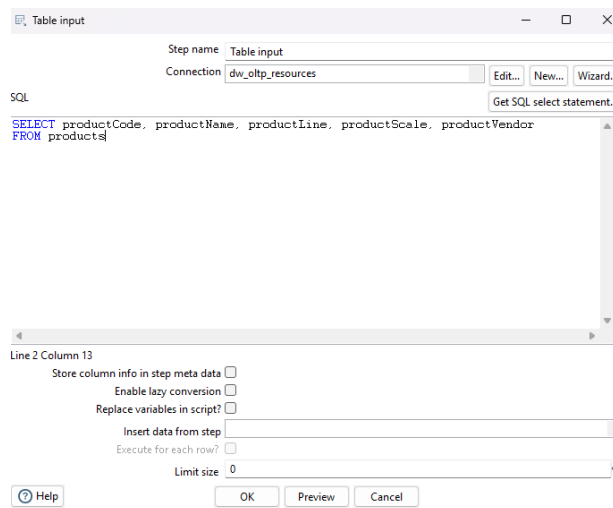 Table input
Step name Table input
Connection dw_oltp_resources Edit... New... Wizard.
SQL Get SQL select statement.
SELECT productCode, productName, productLine, productScale, productVendor
FROM products
Line 2 Column 13
Store column info in step meta data
Enable lazy conversion
Replace variables in script?
Insert data from step
Execute for each row?
Limit size 0
Help OK Preview Cancel